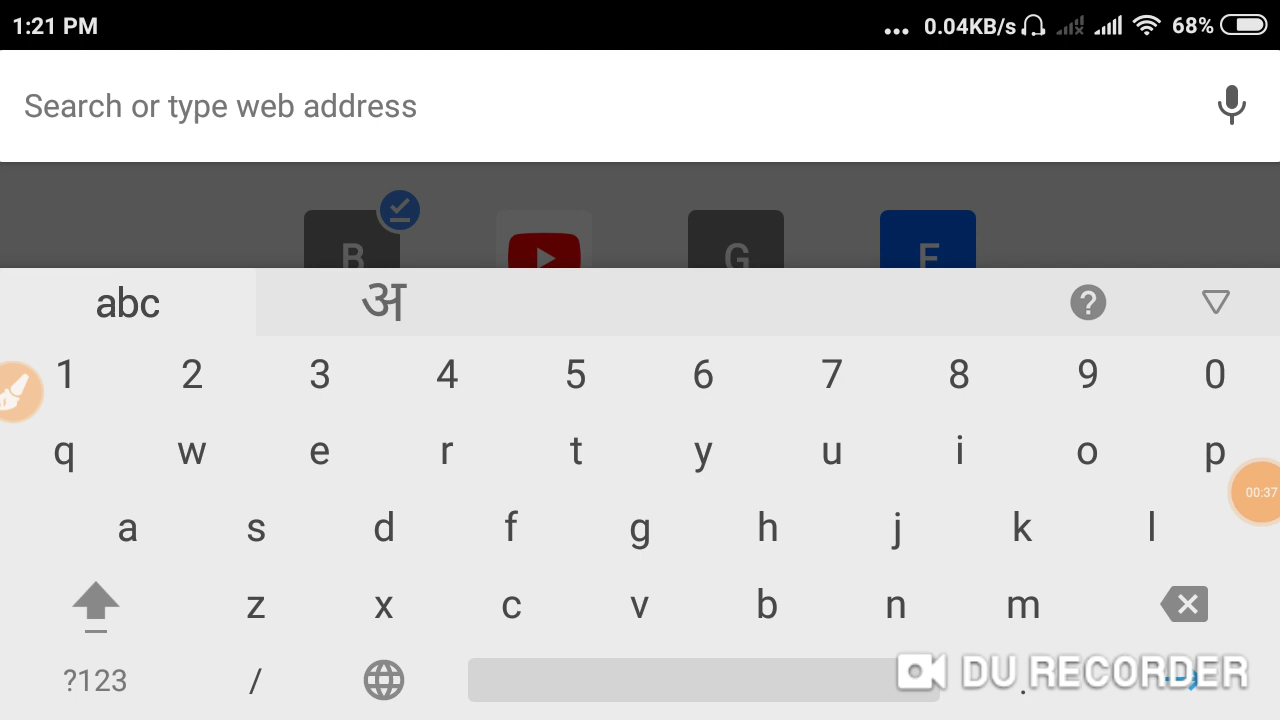 1:21 PM ... 0.04KB/s 68%
Search or type web address
B G F
abc अ ?
1 2 3 4 5 6 7 8 9 0
q w e r t y u i o p
00:37
a s d f g h j k l
z x c v b n m
?123 / .
DU RECORDER